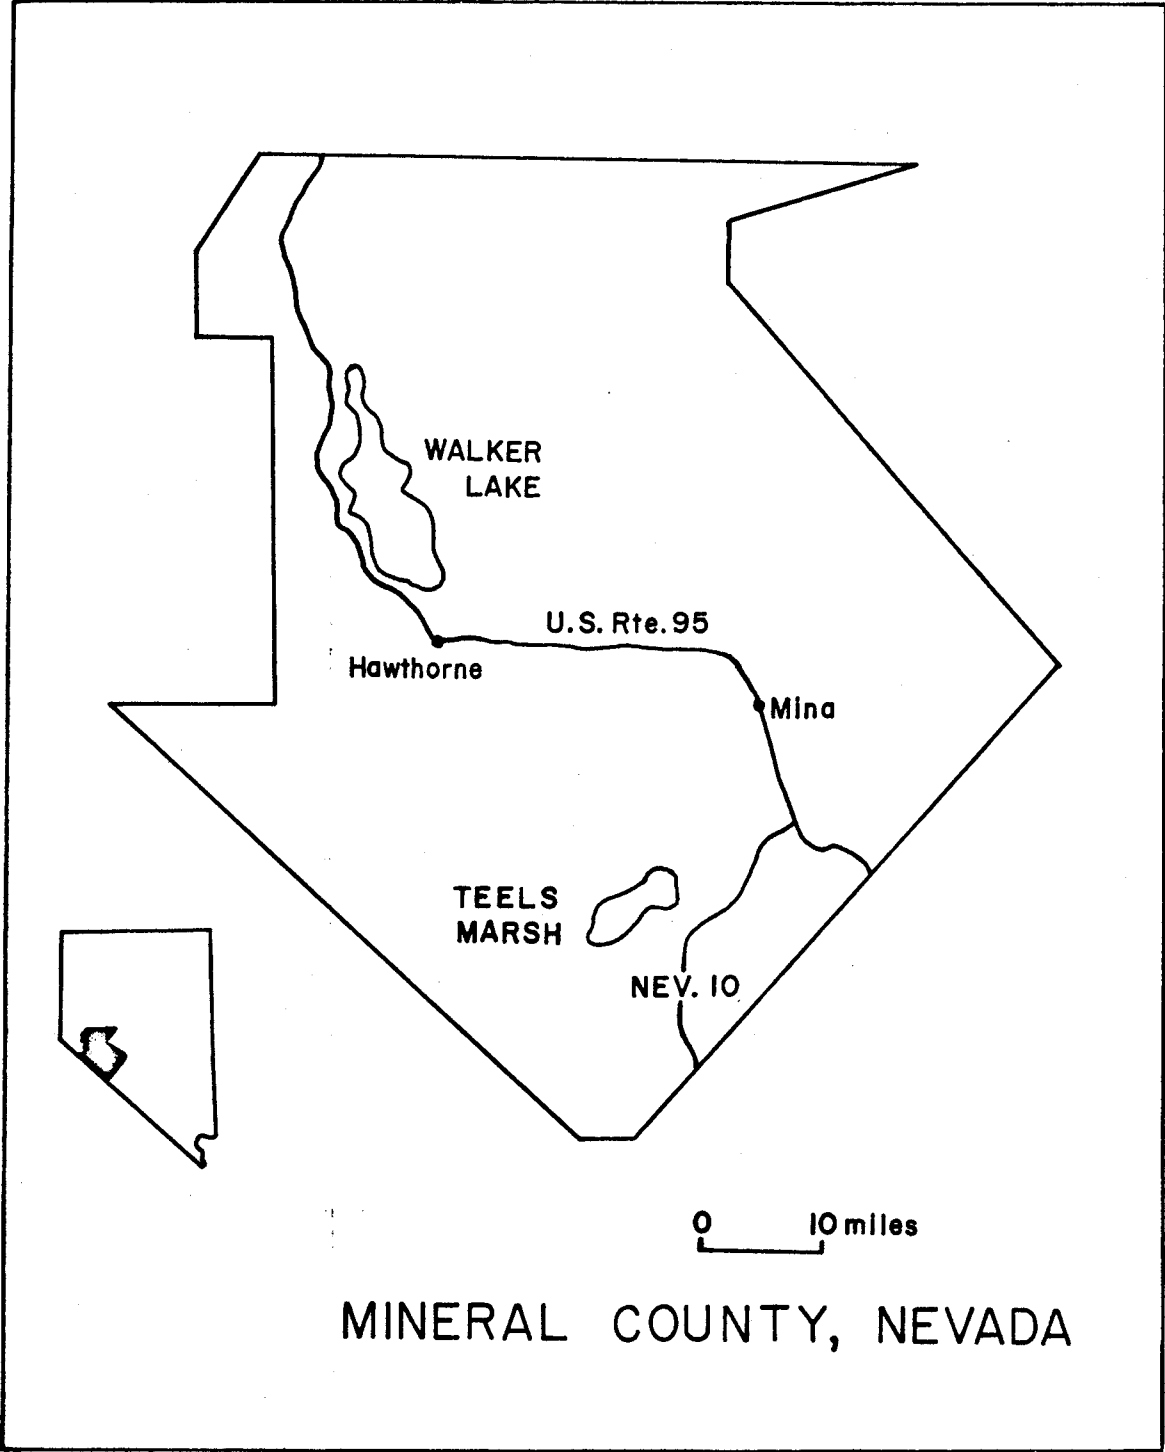 WALKER
LAKE
U.S. Rte. 95
Hawthorne
Mina
TEELS
MARSH
NEV. 10
0 10 miles
MINERAL COUNTY, NEVADA